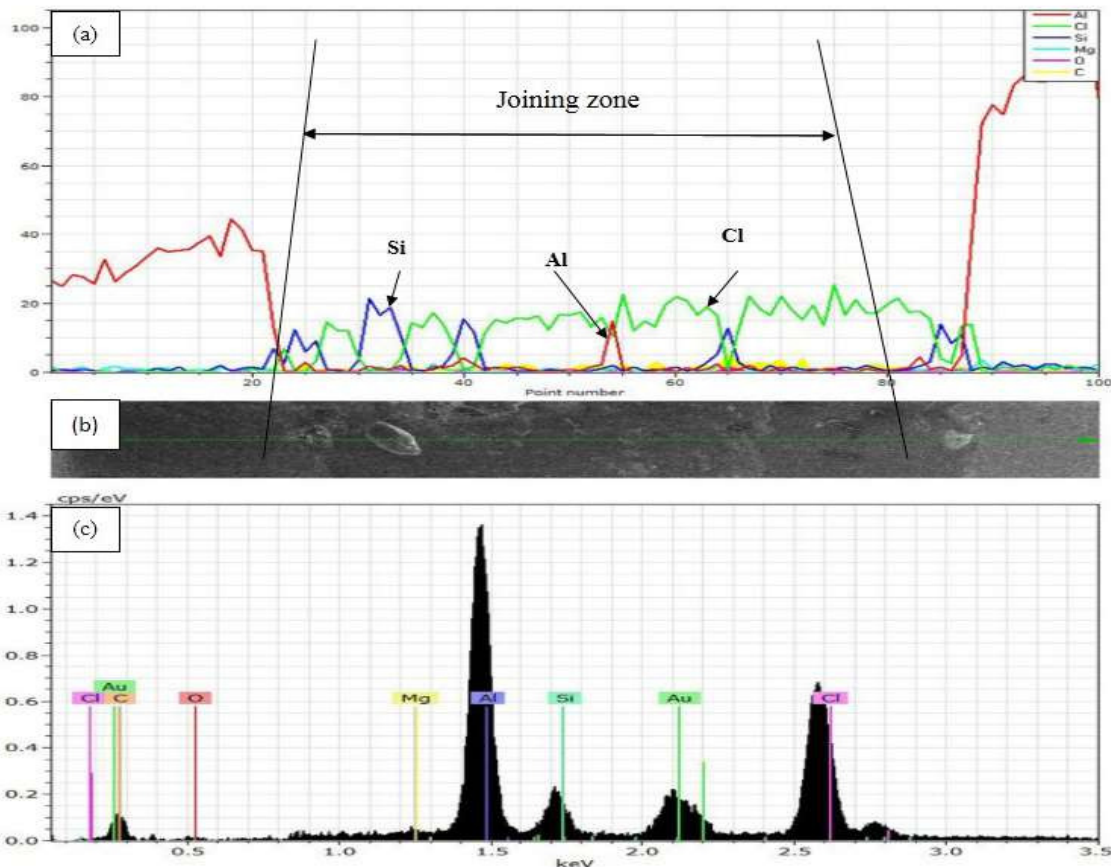 (a)
Al
Cl
Si
Mg
O
C
100
80
60
40
20
0
Joining zone
Si
Al
Cl
20 40 60 80 100
Point number
(b)
cps/eV
(c)
1.4
1.2
1.0
0.8
0.6
0.4
0.2
0.0
Au
Cl C O Mg Al Si Au Cl
0.5 1.0 1.5 2.0 2.5 3.0 3.5
keV